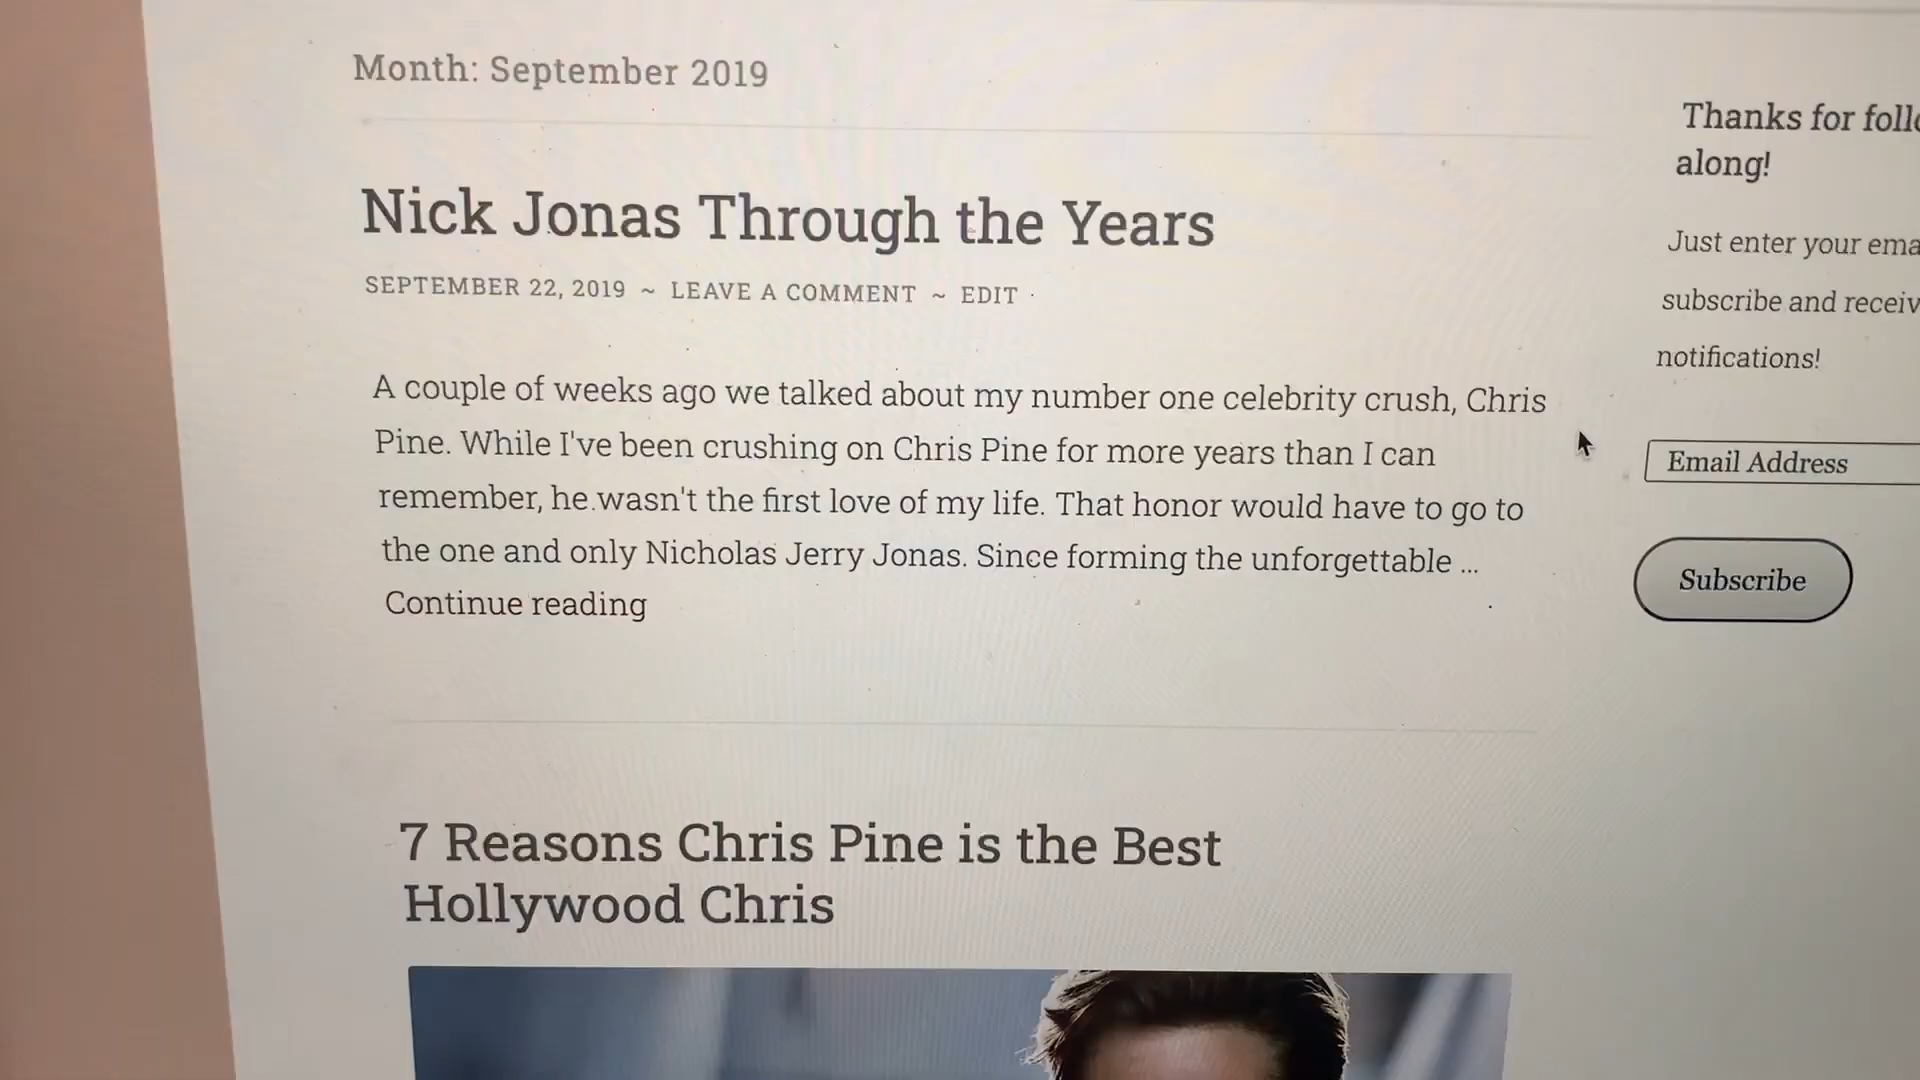 Month: September 2019
Nick Jonas Through the Years
SEPTEMBER 22, 2019 ~ LEAVE A COMMENT ~ EDIT
A couple of weeks ago we talked about my number one celebrity crush, Chris
Pine. While I've been crushing on Chris Pine for more years than I can
remember, he wasn't the first love of my life. That honor would have to go to
the one and only Nicholas Jerry Jonas. Since forming the unforgettable ...
Continue reading
7 Reasons Chris Pine is the Best
Hollywood Chris
Thanks for
along!
Just enter your
subscribe and
notifications!
Email Address
Subscribe